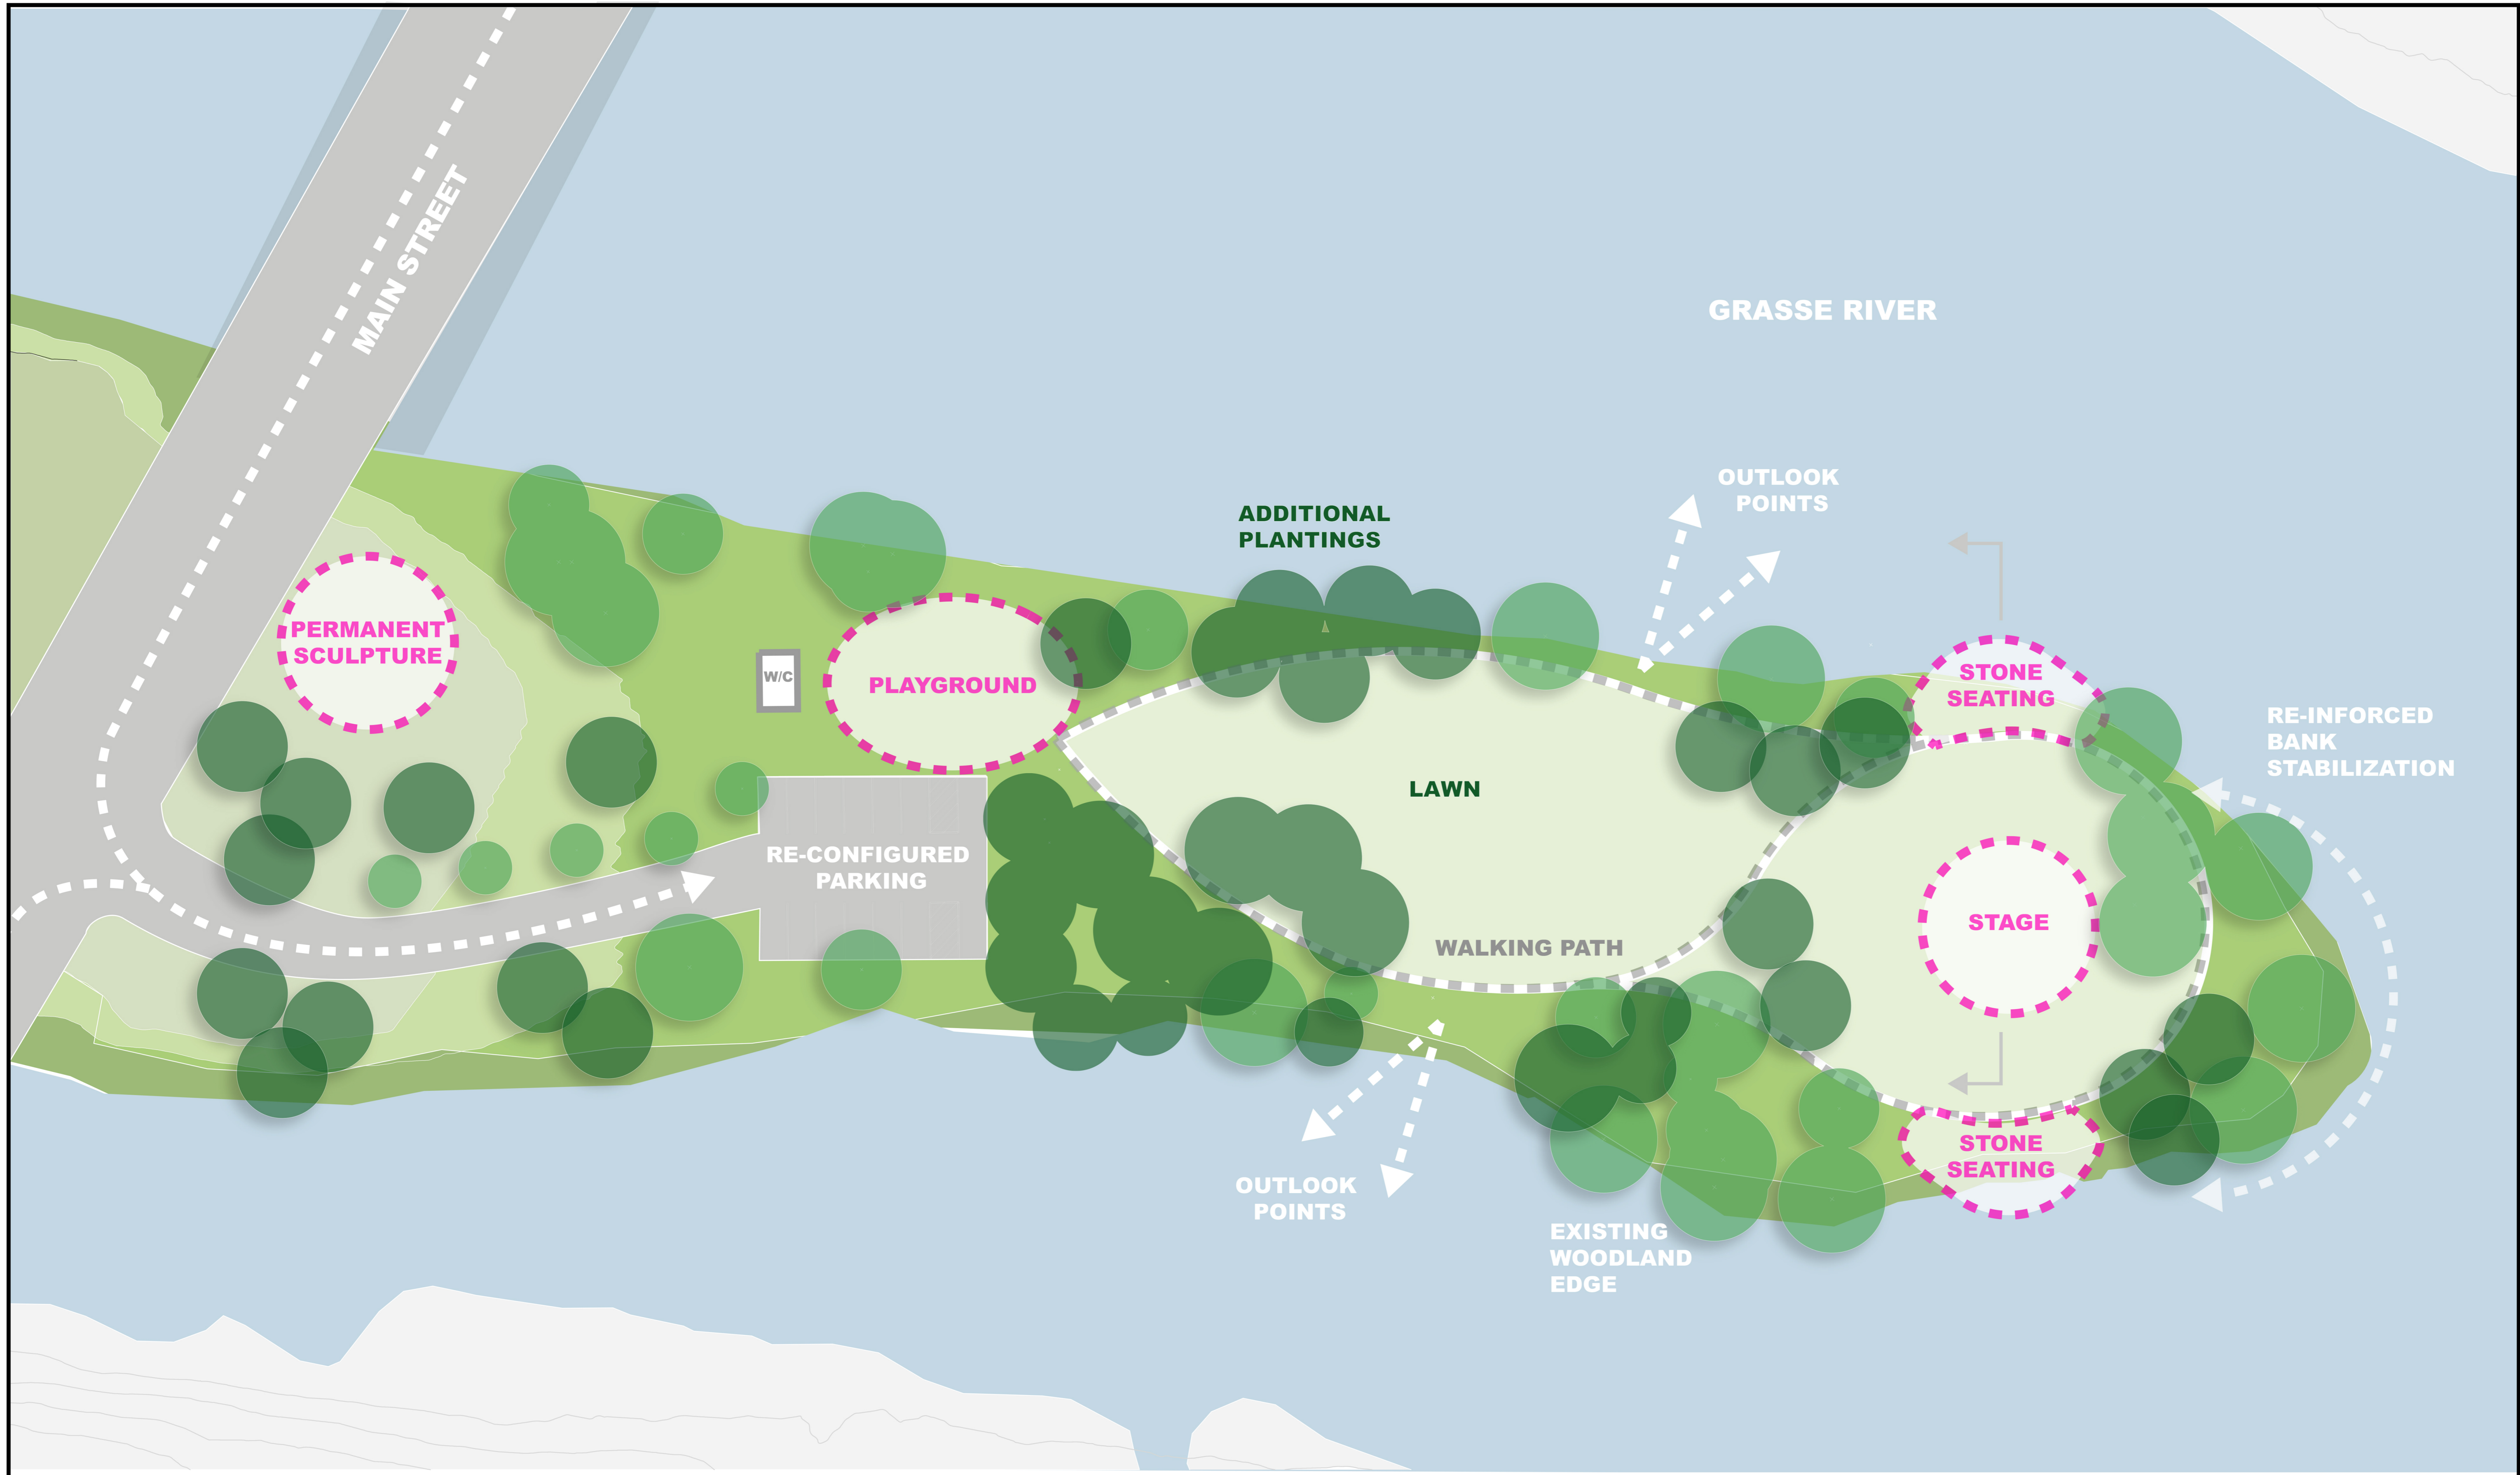 MAIN STREET
GRASSE RIVER
OUTLOOK
POINTS
ADDITIONAL
PLANTINGS
PERMANENT
SCULPTURE
W/C
PLAYGROUND
STONE
SEATING
RE-INFORCED
BANK
STABILIZATION
LAWN
RE-CONFIGURED
PARKING
STAGE
WALKING PATH
STONE
SEATING
OUTLOOK
POINTS
EXISTING
WOODLAND
EDGE